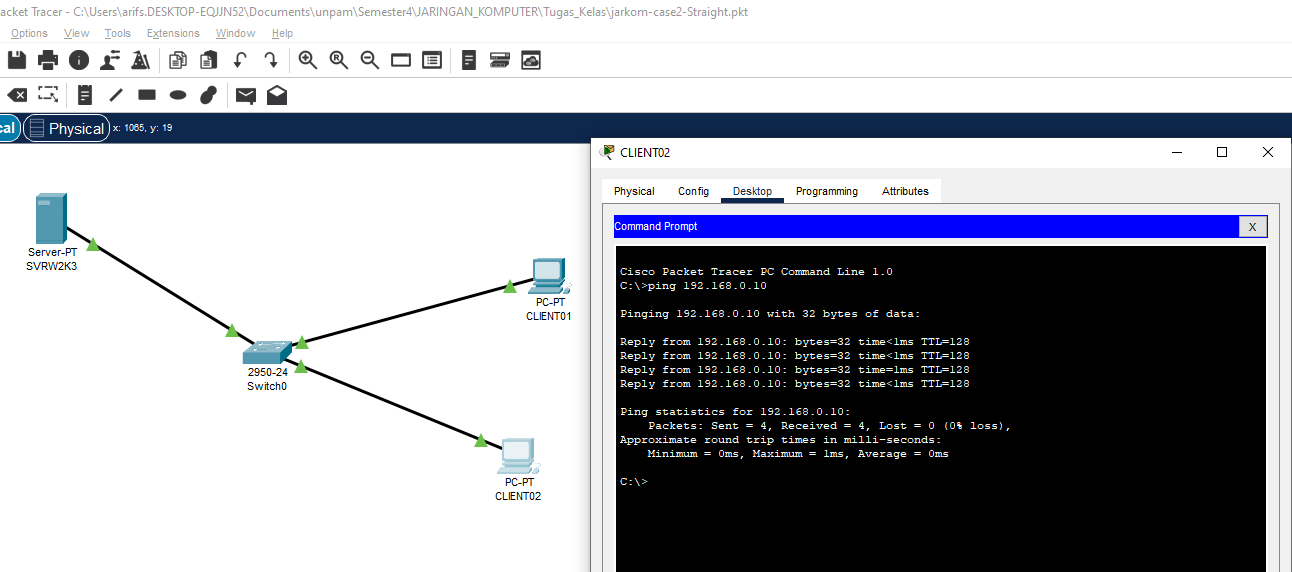 acket Tracer - C:\Users\arifs.DESKTOP-EQJJN52\Documents\unpam\Semester4\JARINGAN_KOMPUTER\Tugas_Kelas\jarkom-case2-Straight.pkt
Options View Tools Extensions Window Help
cal Physical x: 1065, y: 19
Server-PT
SVRW2K3
PC-PT
CLIENT01
2950-24
Switch0
PC-PT
CLIENT02
CLIENT02
Physical Config Desktop Programming Attributes
Command Prompt X
Cisco Packet Tracer PC Command Line 1.0
C:\>ping 192.168.0.10
Pinging 192.168.0.10 with 32 bytes of data:
Reply from 192.168.0.10: bytes=32 time<1ms TTL=128
Reply from 192.168.0.10: bytes=32 time<1ms TTL=128
Reply from 192.168.0.10: bytes=32 time=1ms TTL=128
Reply from 192.168.0.10: bytes=32 time<1ms TTL=128
Ping statistics for 192.168.0.10:
Packets: Sent = 4, Received = 4, Lost = 0 (0% loss),
Approximate round trip times in milli-seconds:
Minimum = 0ms, Maximum = 1ms, Average = 0ms
C:\>